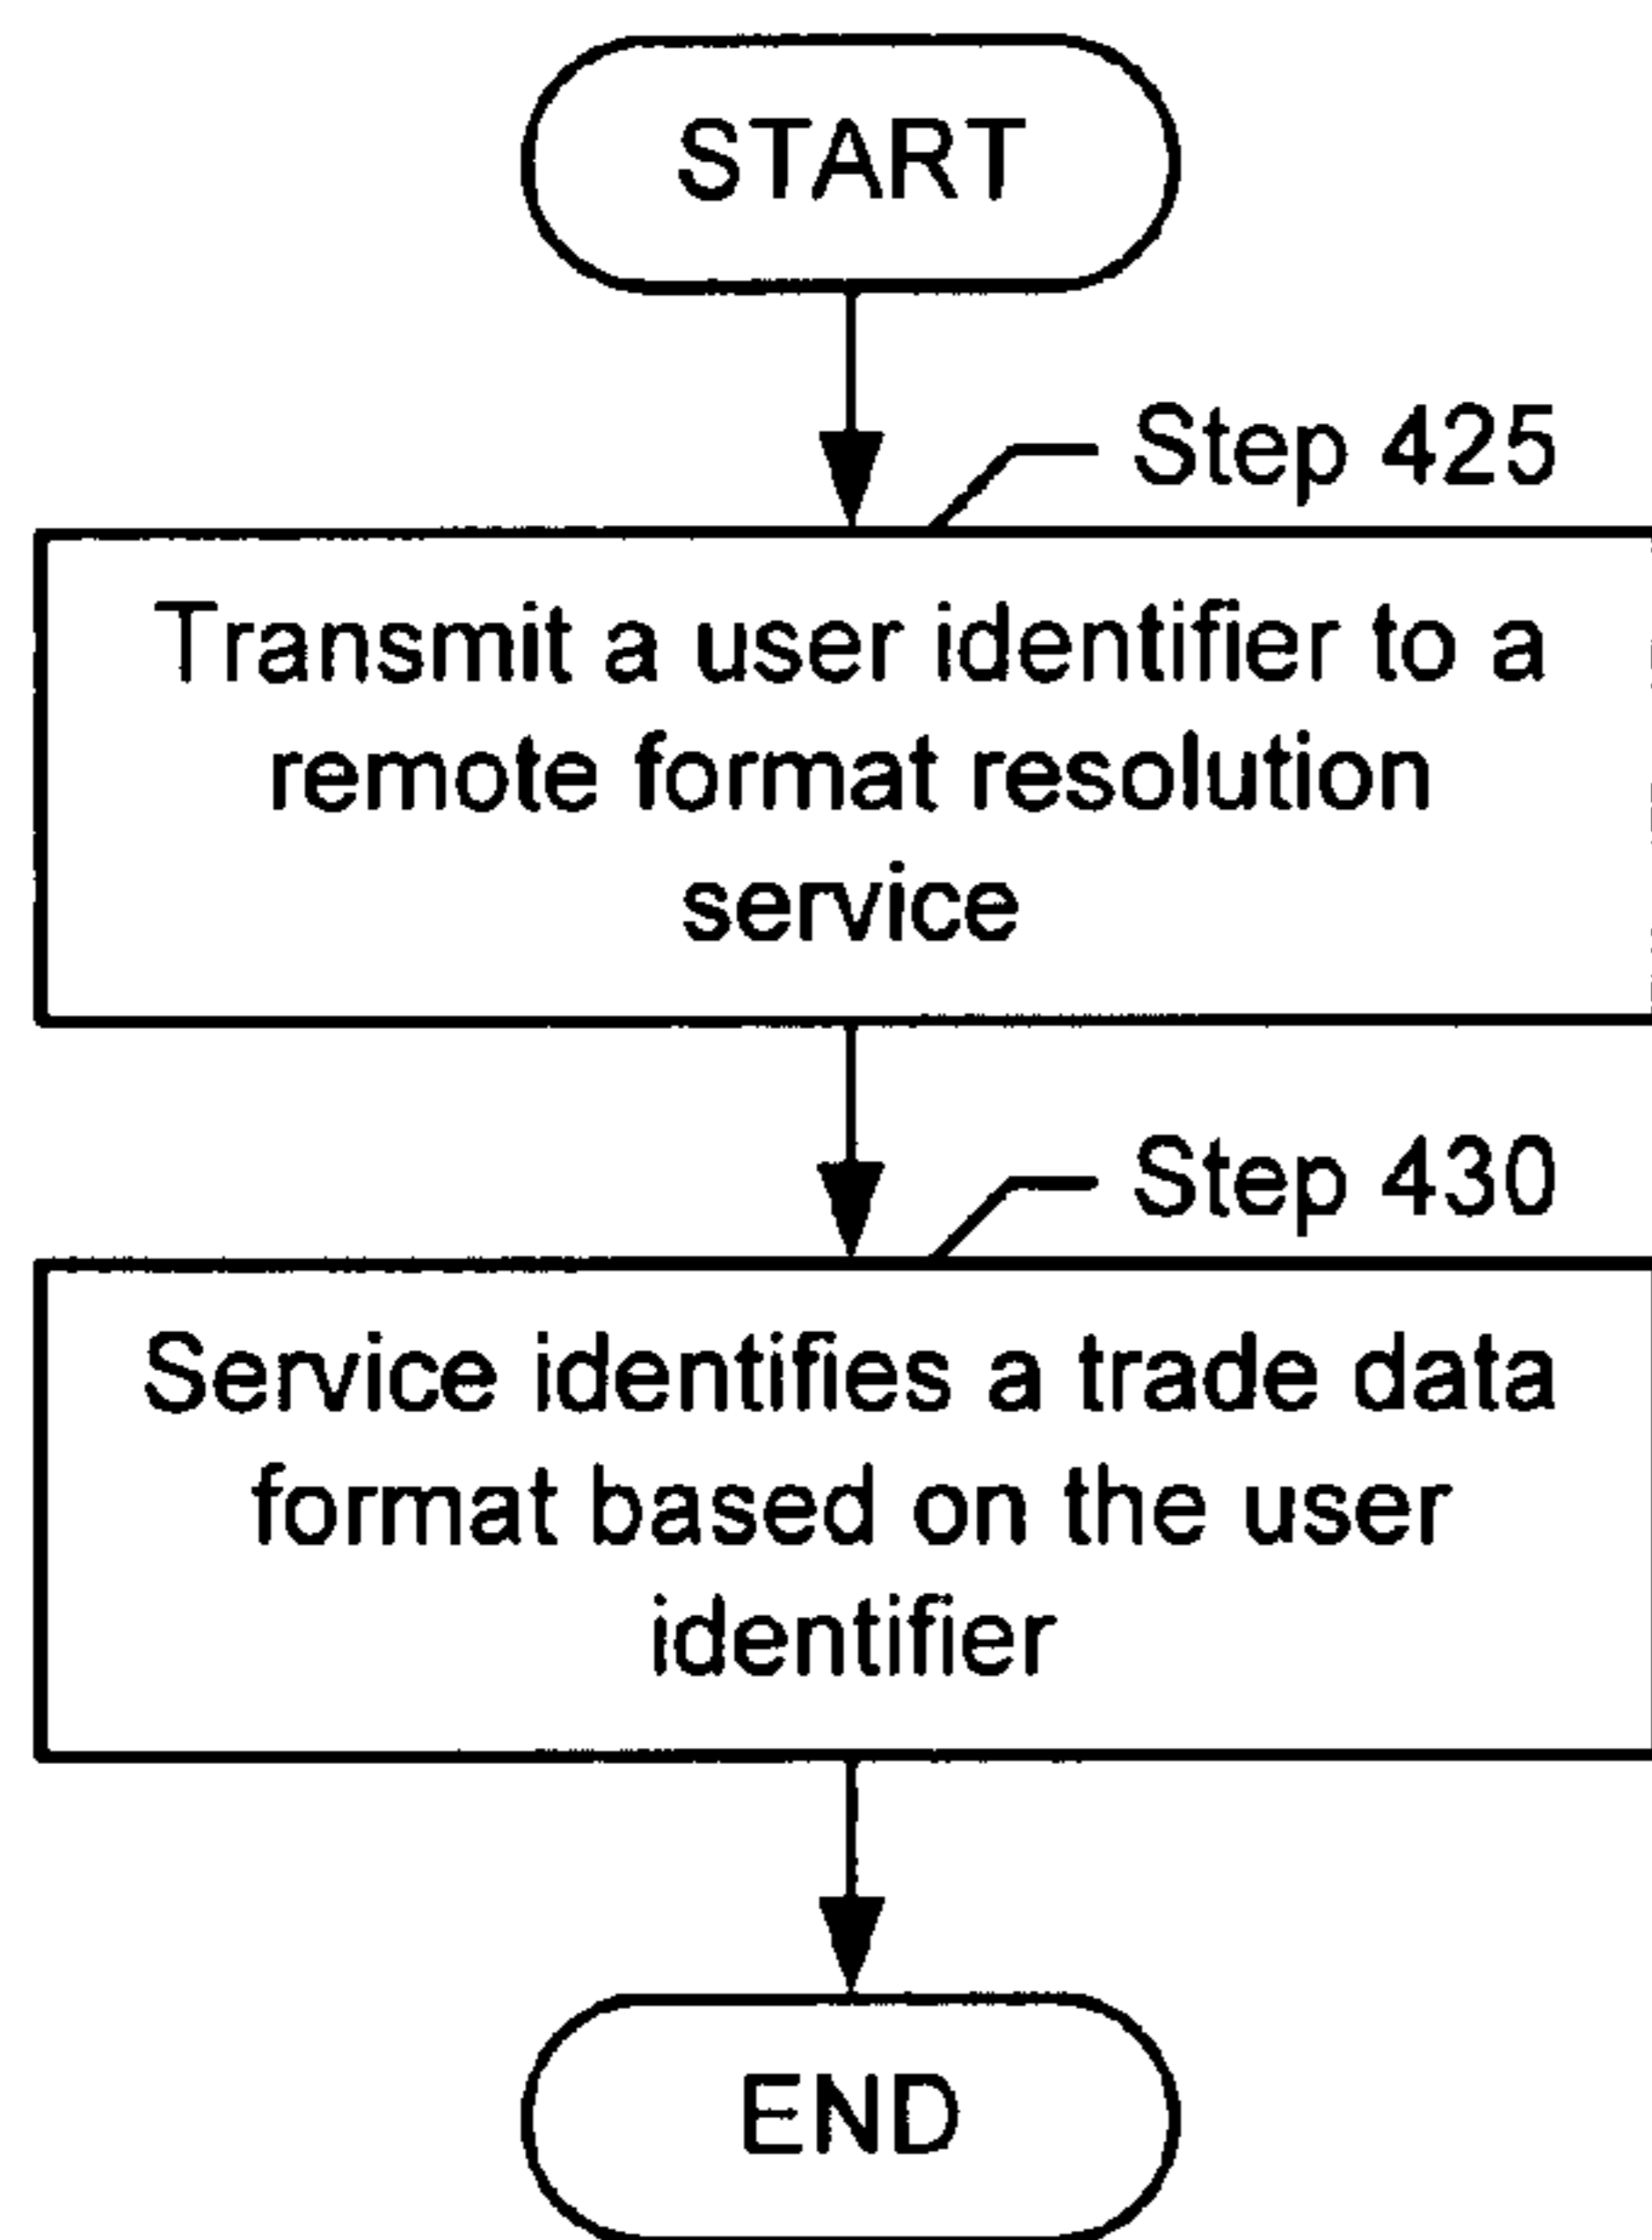 START
Step 425
Transmit a user identifier to a
remote format resolution
service
Step 430
Service identifies a trade data
format based on the user
identifier
END